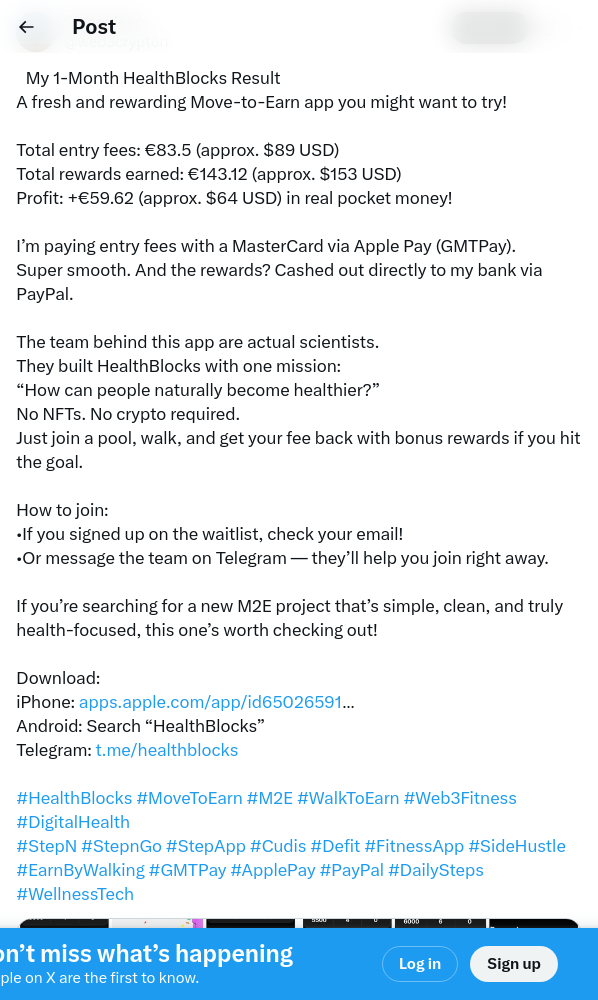 Post
My 1-Month HealthBlocks Result
A fresh and rewarding Move-to-Earn app you might want to try!
Total entry fees: €83.5 (approx. $89 USD)
Total rewards earned: €143.12 (approx. $153 USD)
Profit: +€59.62 (approx. $64 USD) in real pocket money!
I’m paying entry fees with a MasterCard via Apple Pay (GMTPay).
Super smooth. And the rewards? Cashed out directly to my bank via
PayPal.
The team behind this app are actual scientists.
They built HealthBlocks with one mission:
“How can people naturally become healthier?”
No NFTs. No crypto required.
Just join a pool, walk, and get your fee back with bonus rewards if you hit
the goal.
How to join:
•If you signed up on the waitlist, check your email!
•Or message the team on Telegram — they’ll help you join right away.
If you’re searching for a new M2E project that’s simple, clean, and truly
health-focused, this one’s worth checking out!
Download:
iPhone: apps.apple.com/app/id65026591…
Android: Search “HealthBlocks”
Telegram: t.me/healthblocks
#HealthBlocks #MoveToEarn #M2E #WalkToEarn #Web3Fitness
#DigitalHealth
#StepN #StepnGo #StepApp #Cudis #Defit #FitnessApp #SideHustle
#EarnByWalking #GMTPay #ApplePay #PayPal #DailySteps
#WellnessTech
5500 4 0 6000 6 0
on’t miss what’s happening
ple on X are the first to know.
Log in
Sign up